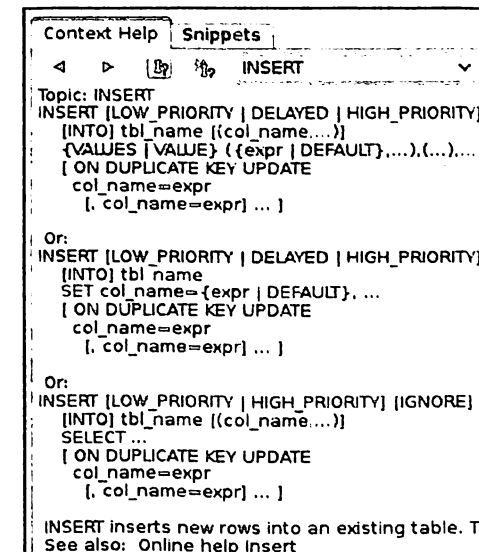 Context Help Snippets
INSERT
Topic: INSERT
INSERT [LOW_PRIORITY | DELAYED | HIGH_PRIORITY]
[INTO] tbl_name [(col_name,...)]
{VALUES | VALUE} ({expr | DEFAULT},...),(...),...
[ ON DUPLICATE KEY UPDATE
col_name=expr
[, col_name=expr] ... ]
Or:
INSERT [LOW_PRIORITY | DELAYED | HIGH_PRIORITY]
[INTO] tbl_name
SET col_name={expr | DEFAULT}, ...
[ ON DUPLICATE KEY UPDATE
col_name=expr
[, col_name=expr] ... ]
Or:
INSERT [LOW_PRIORITY | HIGH_PRIORITY] [IGNORE]
[INTO] tbl_name [(col_name,...)]
SELECT ...
[ ON DUPLICATE KEY UPDATE
col_name=expr
[, col_name=expr] ... ]
INSERT inserts new rows into an existing table. T
See also: Online help Insert